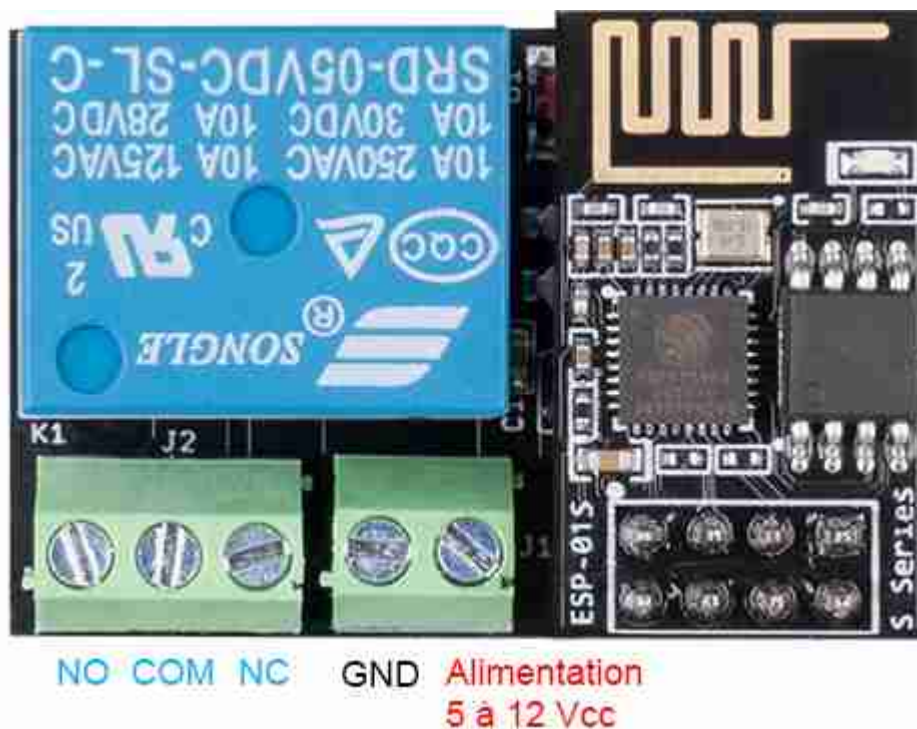 SRD-05VDC-SL-C
10A 30VDC 10A 28VDC
10A 250VAC 10A 125VAC
CQC
C US
2
SONGLE ®
K1
J2
J1
ESP-01S
S Series
NO COM NC GND Alimentation
5 à 12 Vcc